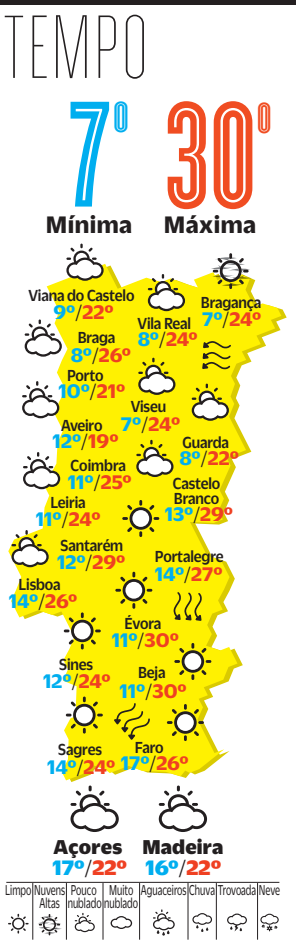 TEMPO
7º 30º
Mínima Máxima
Viana do Castelo
9º/22º
Bragança
7º/24º
Vila Real
8º/24º
Braga
8º/26º
Porto
10º/21º
Viseu
7º/24º
Aveiro
12º/19º
Guarda
8º/22º
Coimbra
11º/25º
Castelo
Branco
13º/29º
Leiria
11º/24º
Santarém
12º/29º
Portalegre
14º/27º
Lisboa
14º/26º
Évora
11º/30º
Sines
12º/24º
Beja
11º/30º
Sagres
14º/24º
Faro
17º/26º
Açores Madeira
17º/22º 16º/22º
Limpo Nuvens Altas Pouco nublado Muito nublado Aguaceiros Chuva Trovoada Neve